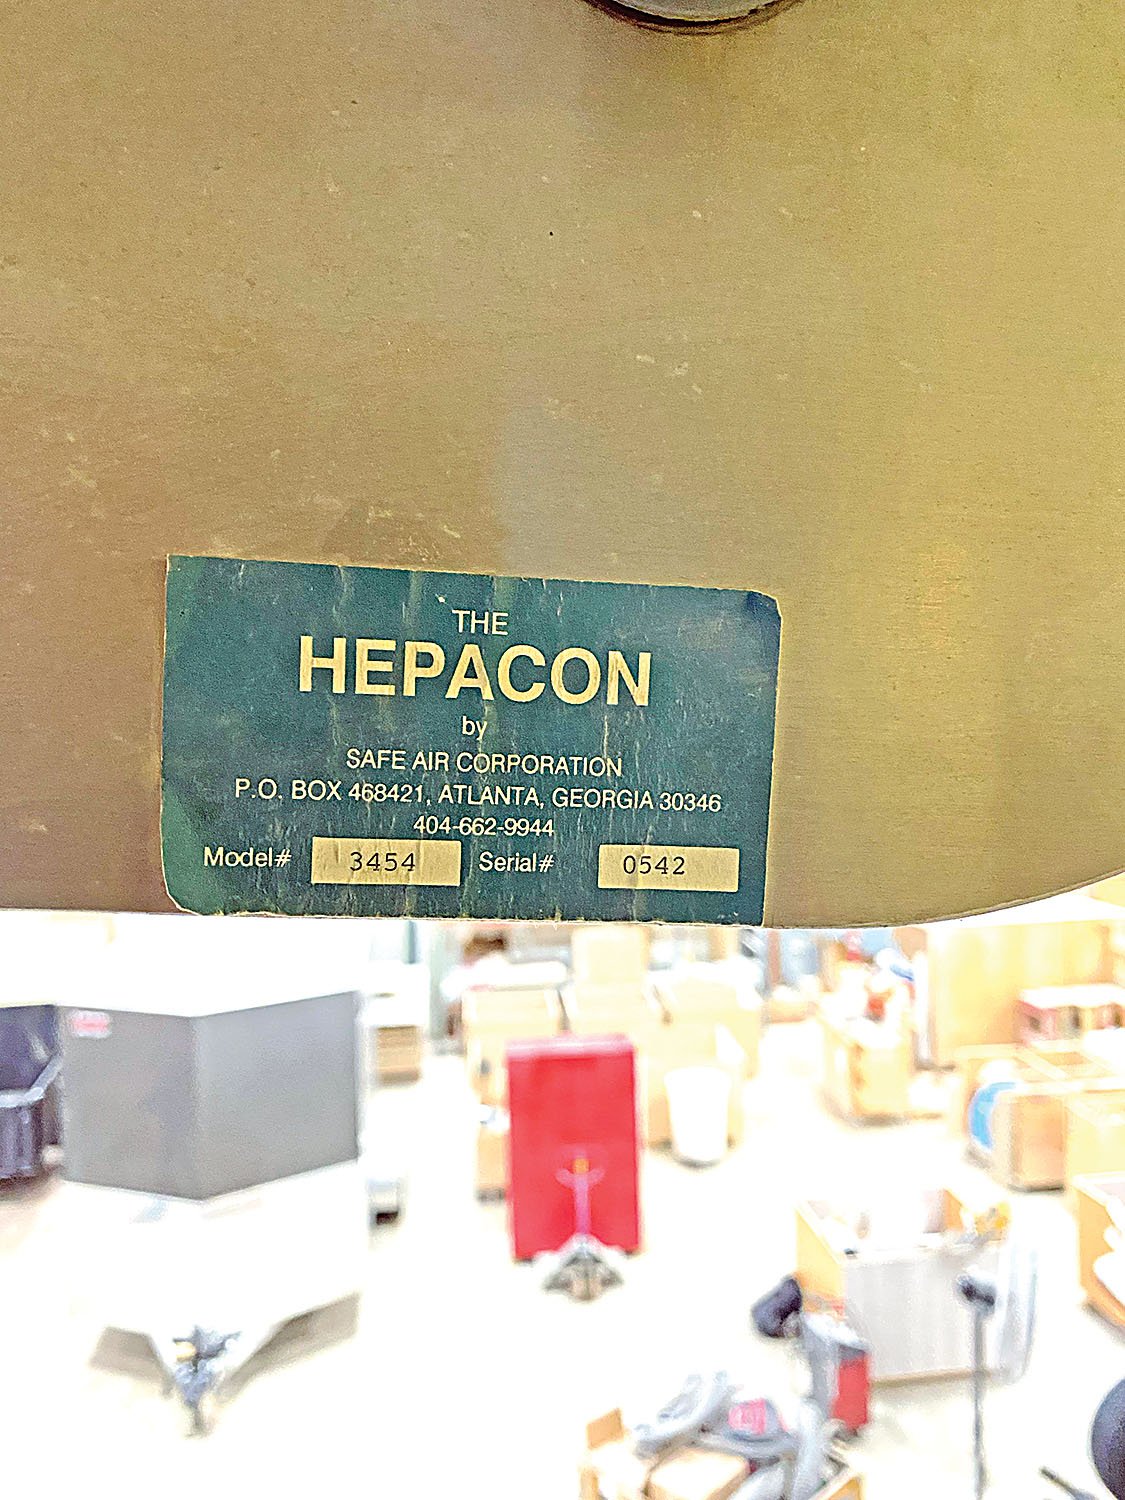 THE
HEPACON
by
SAFE AIR CORPORATION
P.O. BOX 468421, ATLANTA, GEORGIA 30346
404-662-9944
Model# 3454 Serial# 0542